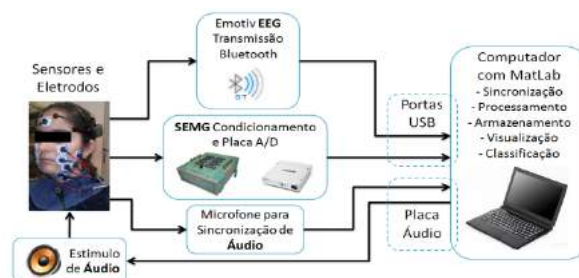 Sensores e
Eletrodos
Emotiv EEG
Transmissão
Bluetooth
SEMG Condicionamento
e Placa A/D
Microfone para
Sincronização de
Áudio
Estimulo
de Áudio
Portas
USB
Placa
Áudio
Computador
com MatLab
- Sincronização
- Processamento
- Armazenamento
- Visualização
- Classificação